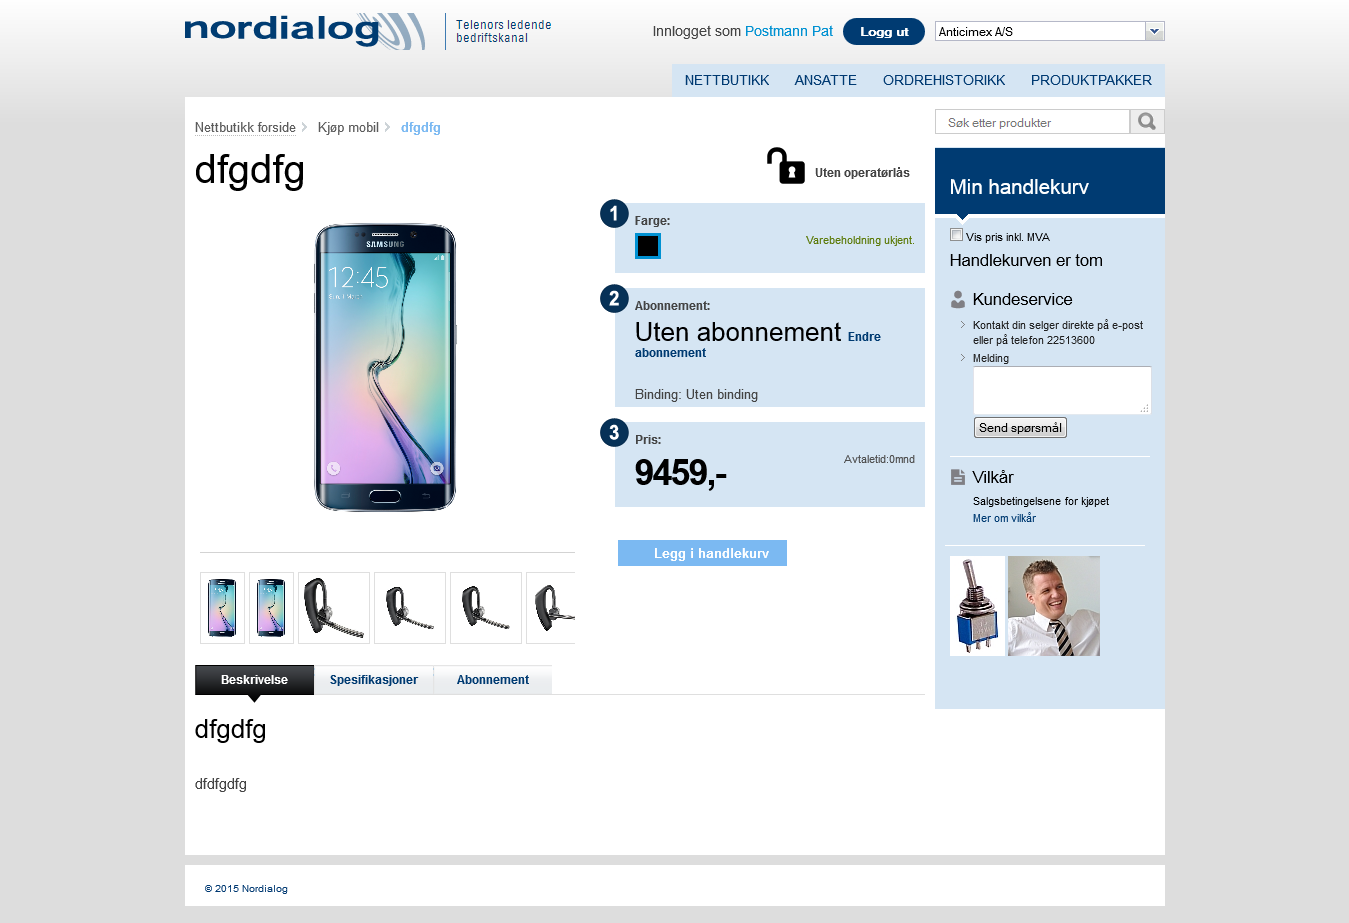 nordialog
Telenors ledende
bedriftskanal
Innlogget som Postmann Pat
Logg ut
Anticimex A/S
NETTBUTIKK ANSATTE ORDREHISTORIKK PRODUKTPAKKER
Nettbutikk forside Kjøp mobil dfgdfg
Søk etter produkter
dfgdfg
Uten operatørlås
SAMSUNG
12:45
1
Farge:
Varebeholdning ukjent.
2
Abonnement:
Uten abonnement Endre
abonnement
Binding: Uten binding
3
Pris:
9459,-
Avtaletid:0mnd
Legg i handlekurv
Min handlekurv
Vis pris inkl. MVA
Handlekurven er tom
Kundeservice
Kontakt din selger direkte på e-post
eller på telefon 22513600
Melding
Send spørsmål
Vilkår
Salgsbetingelsene for kjøpet
Mer om vilkår
Beskrivelse Spesifikasjoner Abonnement
dfgdfg
dfdfgdfg
© 2015 Nordialog